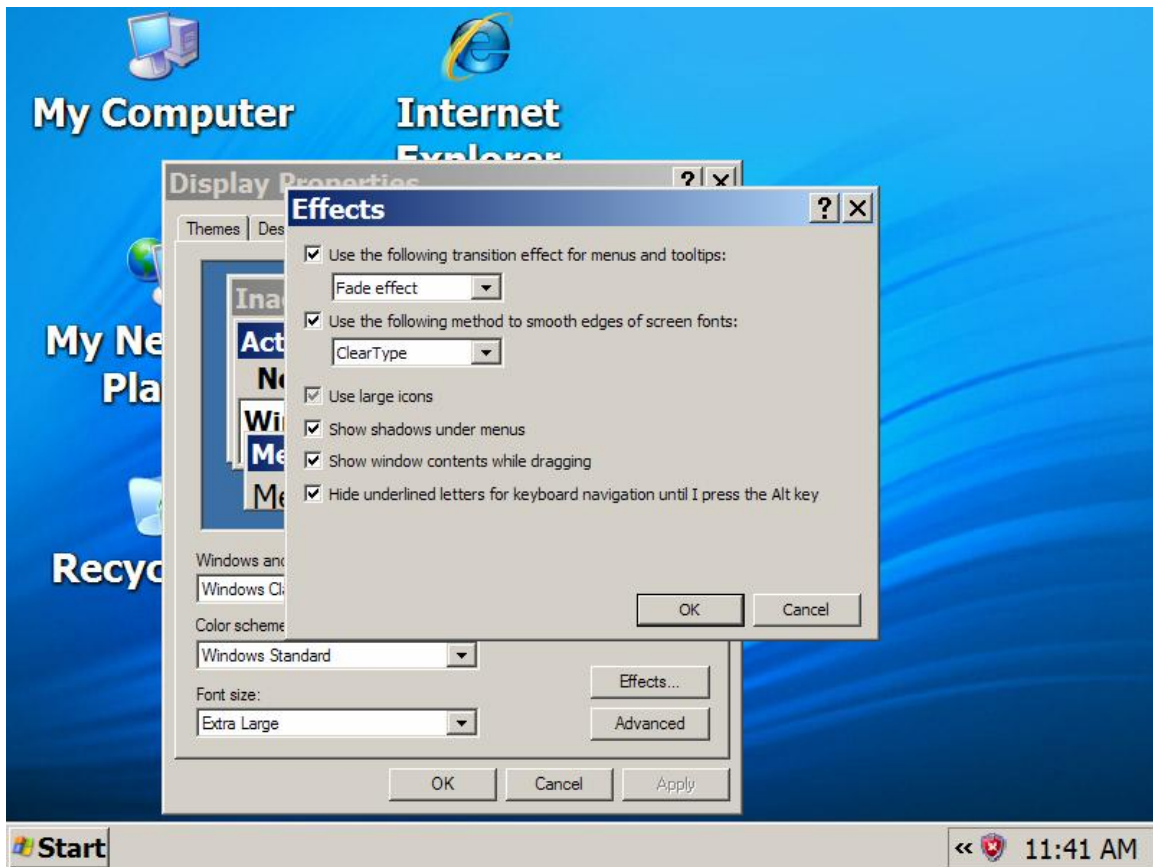 My Computer
Internet
Explorer
Display Properties
Effects
Themes
Use the following transition effect for menus and tooltips:
Fade effect
Use the following method to smooth edges of screen fonts:
ClearType
Use large icons
Show shadows under menus
Show window contents while dragging
Hide underlined letters for keyboard navigation until I press the Alt key
OK
Cancel
My
Windows
Windows
Color scheme
Windows Standard
Font size:
Extra Large
Effects...
Advanced
OK
Cancel
Apply
Start
« 11:41 AM